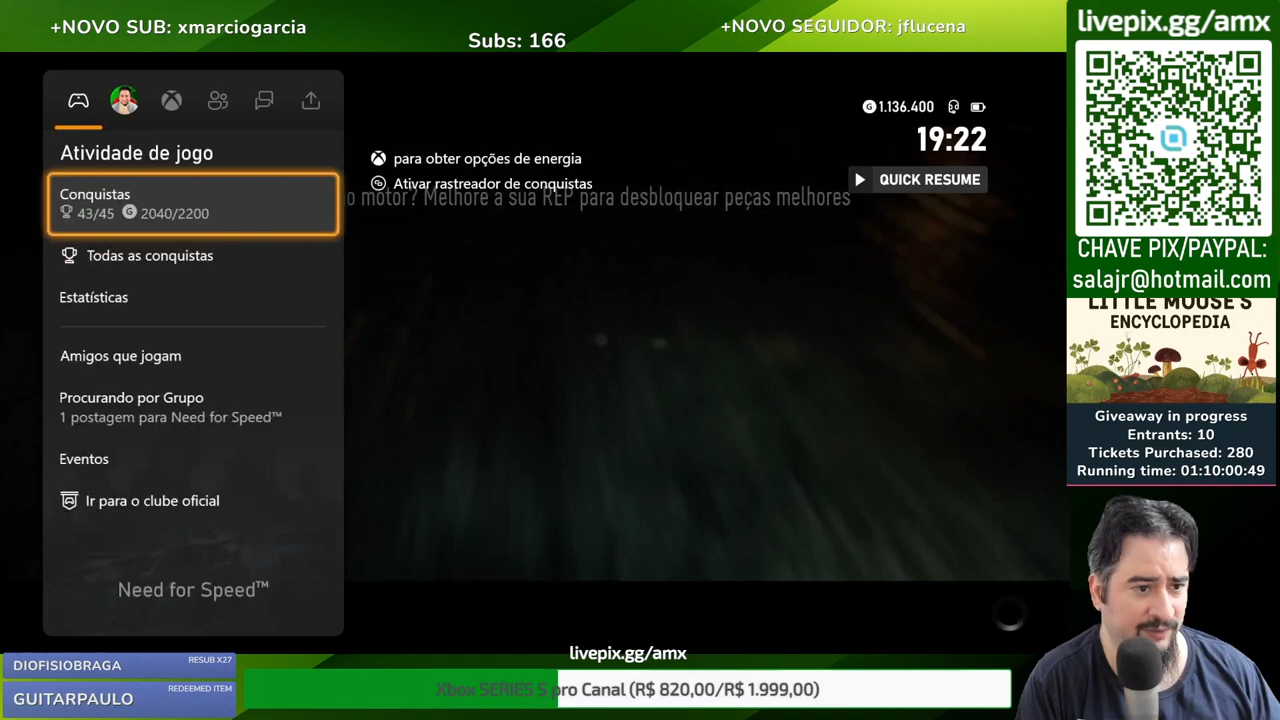 +NOVO SUB: xmarciogarcia
Subs: 166
+NOVO SEGUIDOR: jflucena
livepix.gg/amx
Atividade de jogo
Conquistas
43/45 G 2040/2200
Todas as conquistas
Estatísticas
Amigos que jogam
Procurando por Grupo
1 postagem para Need for Speed™
Eventos
Ir para o clube oficial
Need for Speed™
para obter opções de energia
Ativar rastreador de conquistas
o motor? Melhore a sua REP para desbloquear peças melhores
G 1.136.400
19:22
QUICK RESUME
CHAVE PIX/PAYPAL:
salajr@hotmail.com
LITTLE MOUSE'S
ENCYCLOPEDIA
Giveaway in progress
Entrants: 10
Tickets Purchased: 280
Running time: 01:10:00:49
DIOFISIOBRAGA
RESUB X27
GUITARPAULO
REDEEMED ITEM
livepix.gg/amx
Xbox SERIES S pro Canal (R$ 820,00/R$ 1.999,00)